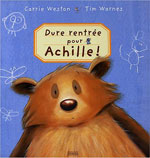 Carrie Weston Tim Warnes
Dure rentrée
pour
Achille!